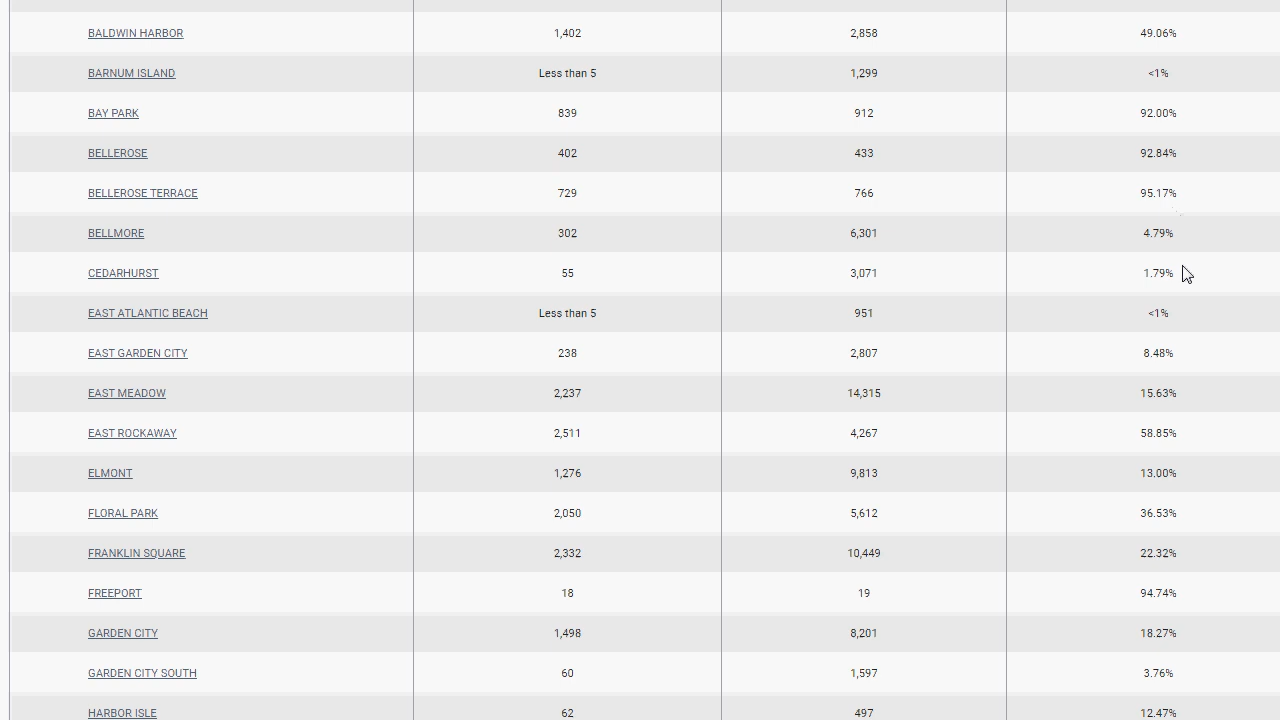 BALDWIN HARBOR 1,402 2,858 49.06%
BARNUM ISLAND Less than 5 1,299 <1%
BAY PARK 839 912 92.00%
BELLEROSE 402 433 92.84%
BELLEROSE TERRACE 729 766 95.17%
BELLMORE 302 6,301 4.79%
CEDARHURST 55 3,071 1.79%
EAST ATLANTIC BEACH Less than 5 951 <1%
EAST GARDEN CITY 238 2,807 8.48%
EAST MEADOW 2,237 14,315 15.63%
EAST ROCKAWAY 2,511 4,267 58.85%
ELMONT 1,276 9,813 13.00%
FLORAL PARK 2,050 5,612 36.53%
FRANKLIN SQUARE 2,332 10,449 22.32%
FREEPORT 18 19 94.74%
GARDEN CITY 1,498 8,201 18.27%
GARDEN CITY SOUTH 60 1,597 3.76%
HARBOR ISLE 62 497 12.47%